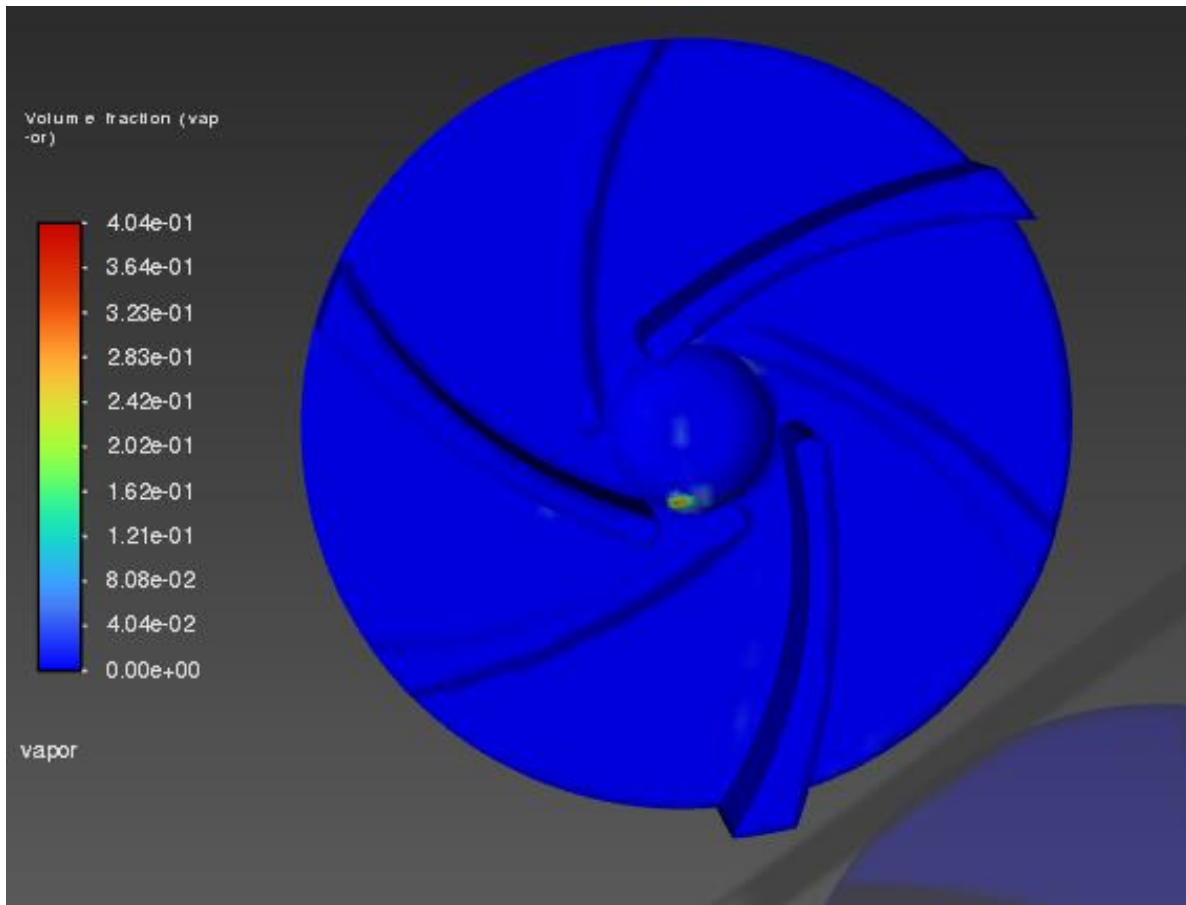 Volume fraction (vap
-or)
4.04e-01
3.64e-01
3.23e-01
2.83e-01
2.42e-01
2.02e-01
1.62e-01
1.21e-01
8.08e-02
4.04e-02
0.00e+00
vapor